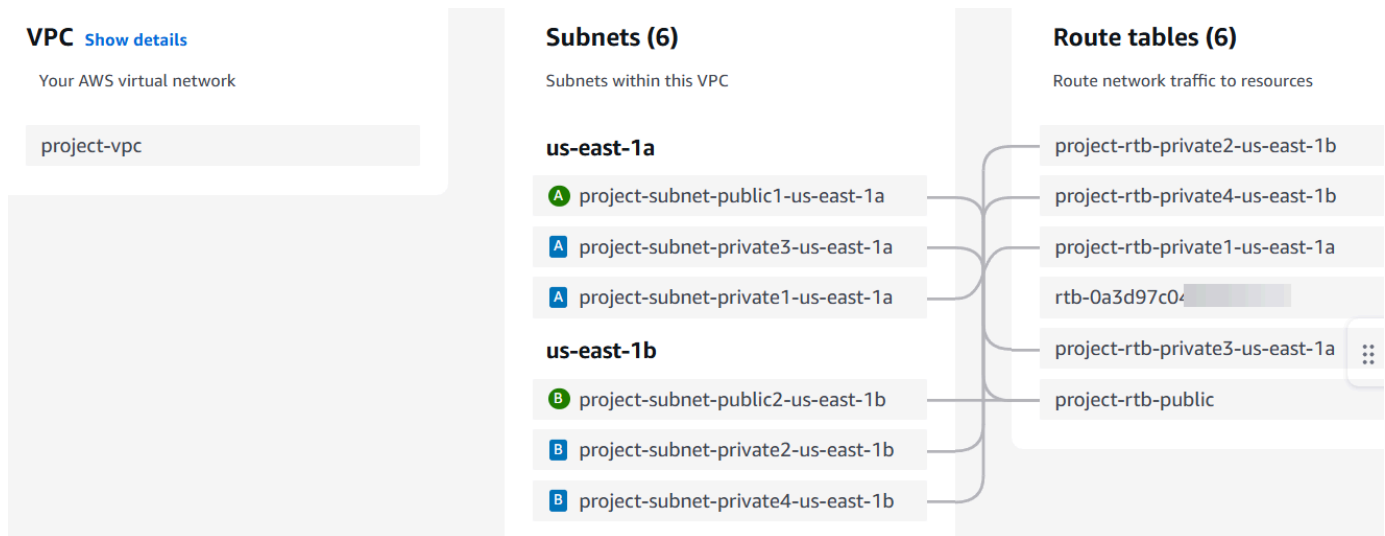 VPC Show details
Your AWS virtual network
project-vpc
Subnets (6)
Subnets within this VPC
us-east-1a
A project-subnet-public1-us-east-1a
A project-subnet-private3-us-east-1a
A project-subnet-private1-us-east-1a
us-east-1b
B project-subnet-public2-us-east-1b
B project-subnet-private2-us-east-1b
B project-subnet-private4-us-east-1b
Route tables (6)
Route network traffic to resources
project-rtb-private2-us-east-1b
project-rtb-private4-us-east-1b
project-rtb-private1-us-east-1a
rtb-0a3d97c04
project-rtb-private3-us-east-1a
project-rtb-public